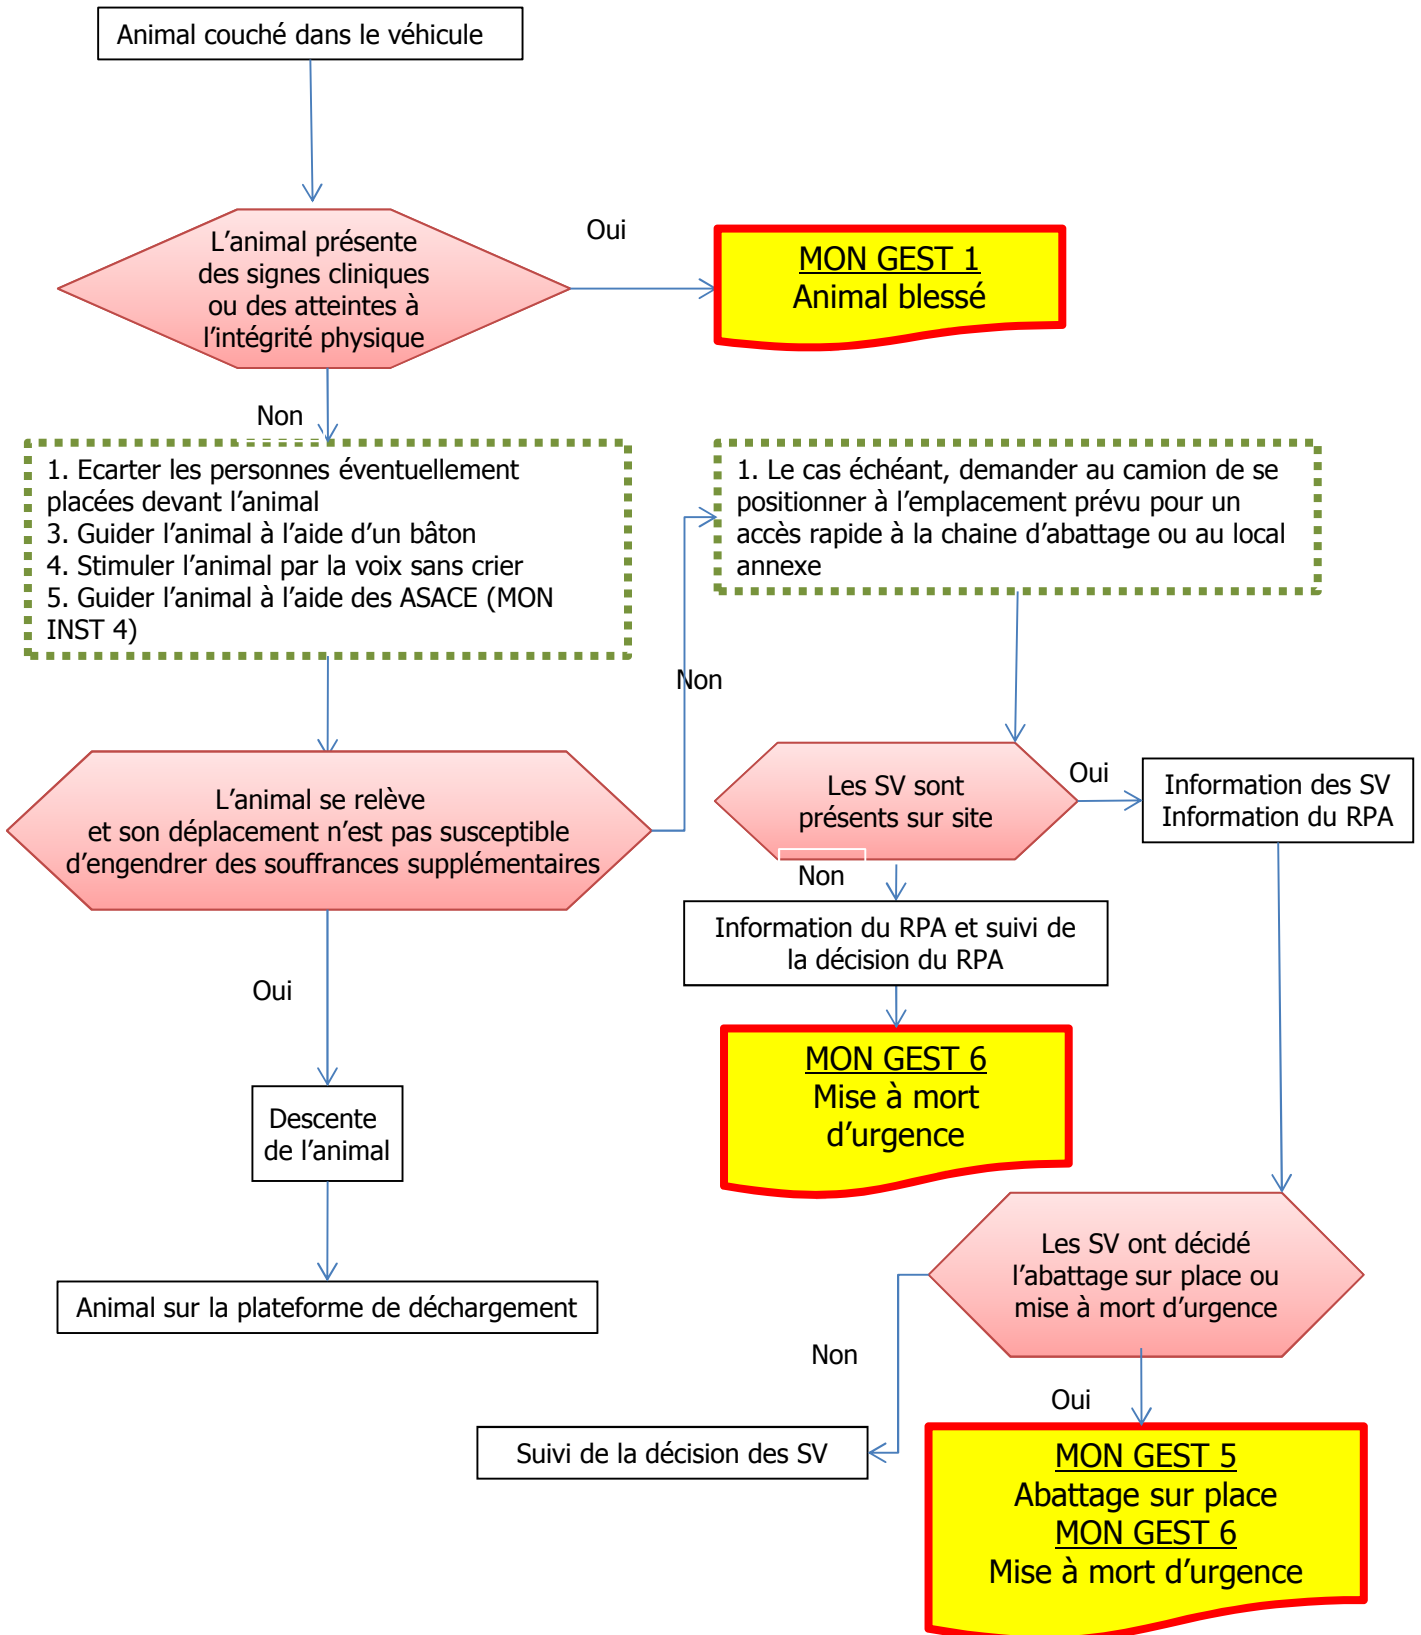 Animal couché dans le véhicule
L’animal présente
des signes cliniques
ou des atteintes à
l’intégrité physique
Oui
MON GEST 1
Animal blessé
Non
1. Ecarter les personnes éventuellement
placées devant l’animal
3. Guider l’animal à l’aide d’un bâton
4. Stimuler l’animal par la voix sans crier
5. Guider l’animal à l’aide des ASACE (MON
INST 4)
1. Le cas échéant, demander au camion de se
positionner à l’emplacement prévu pour un
accès rapide à la chaine d’abattage ou au local
annexe
Non
L’animal se relève
et son déplacement n’est pas susceptible
d’engendrer des souffrances supplémentaires
Les SV sont
présents sur site
Oui
Information des SV
Information du RPA
Non
Information du RPA et suivi de
la décision du RPA
Oui
MON GEST 6
Mise à mort
d’urgence
Descente
de l’animal
Animal sur la plateforme de déchargement
Les SV ont décidé
l’abattage sur place ou
mise à mort d’urgence
Non
Oui
Suivi de la décision des SV
MON GEST 5
Abattage sur place
MON GEST 6
Mise à mort d’urgence